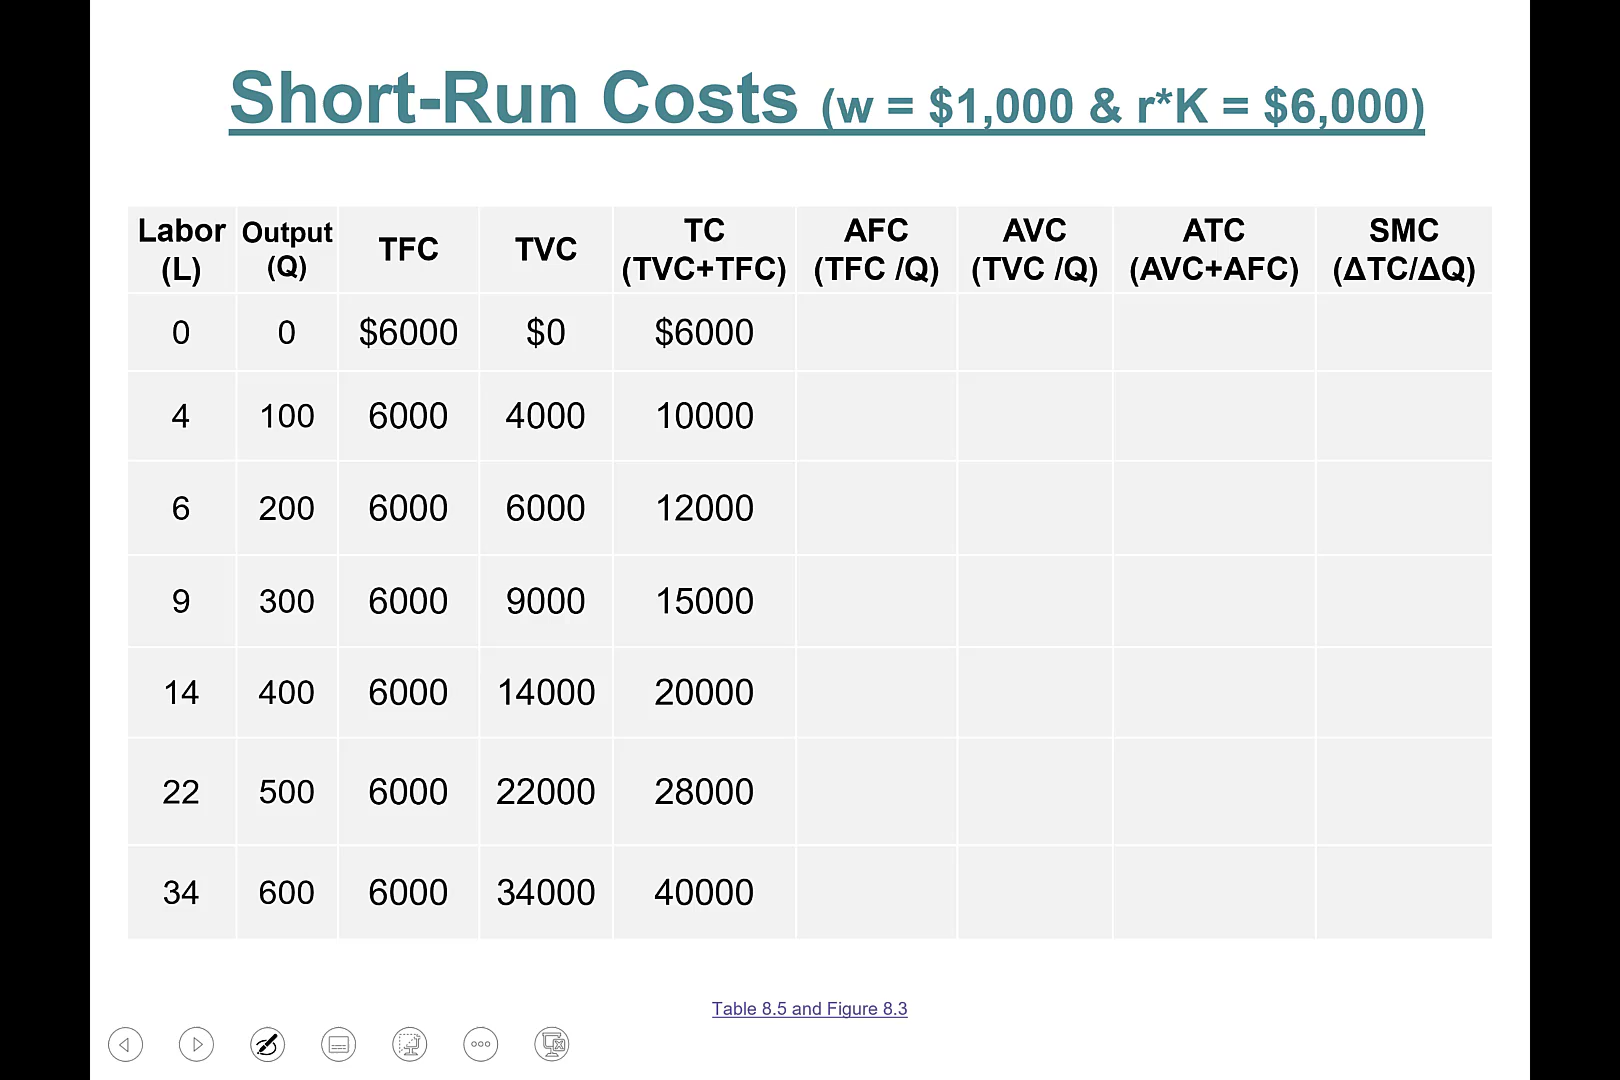 Short-Run Costs (w = $1,000 & r*K = $6,000)
Labor (L) Output (Q) TFC TVC TC (TVC+TFC) AFC (TFC /Q) AVC (TVC /Q) ATC (AVC+AFC) SMC (ΔTC/ΔQ)
0 0 $6000 $0 $6000
4 100 6000 4000 10000
6 200 6000 6000 12000
9 300 6000 9000 15000
14 400 6000 14000 20000
22 500 6000 22000 28000
34 600 6000 34000 40000
Table 8.5 and Figure 8.3